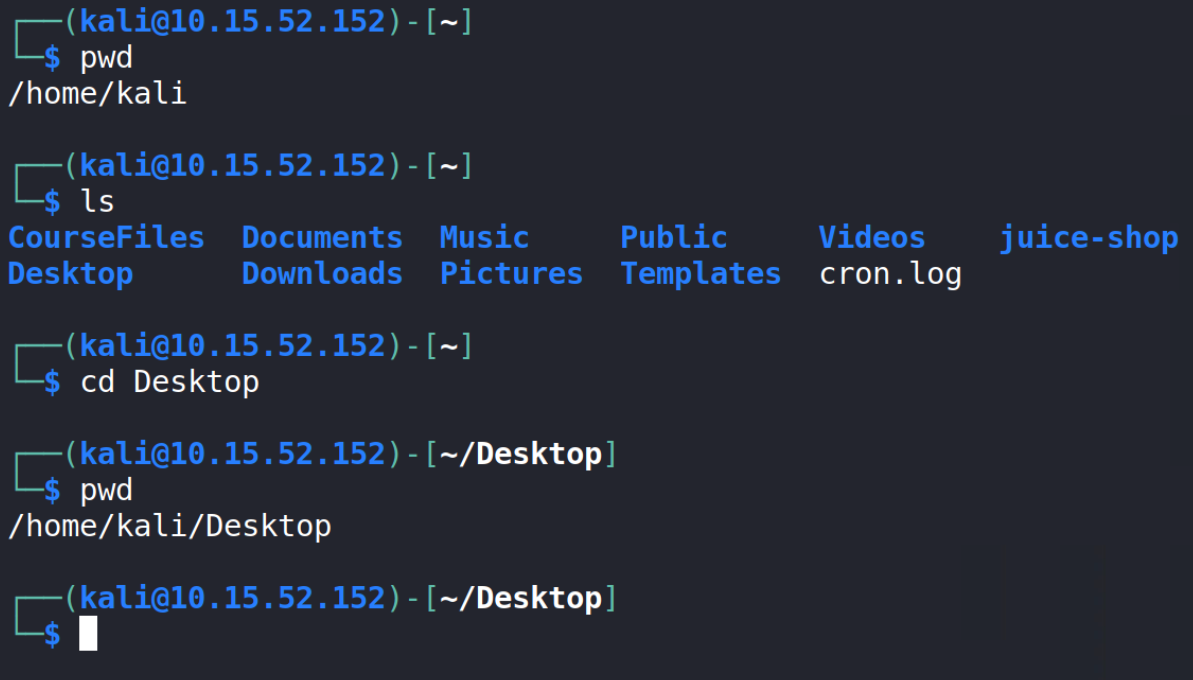 ┌──(kali@10.15.52.152)-[~]
└─$ pwd
/home/kali
┌──(kali@10.15.52.152)-[~]
└─$ ls
CourseFiles  Documents  Music     Public     Videos    juice-shop
Desktop      Downloads  Pictures  Templates  cron.log
┌──(kali@10.15.52.152)-[~]
└─$ cd Desktop
┌──(kali@10.15.52.152)-[~/Desktop]
└─$ pwd
/home/kali/Desktop
┌──(kali@10.15.52.152)-[~/Desktop]
└─$